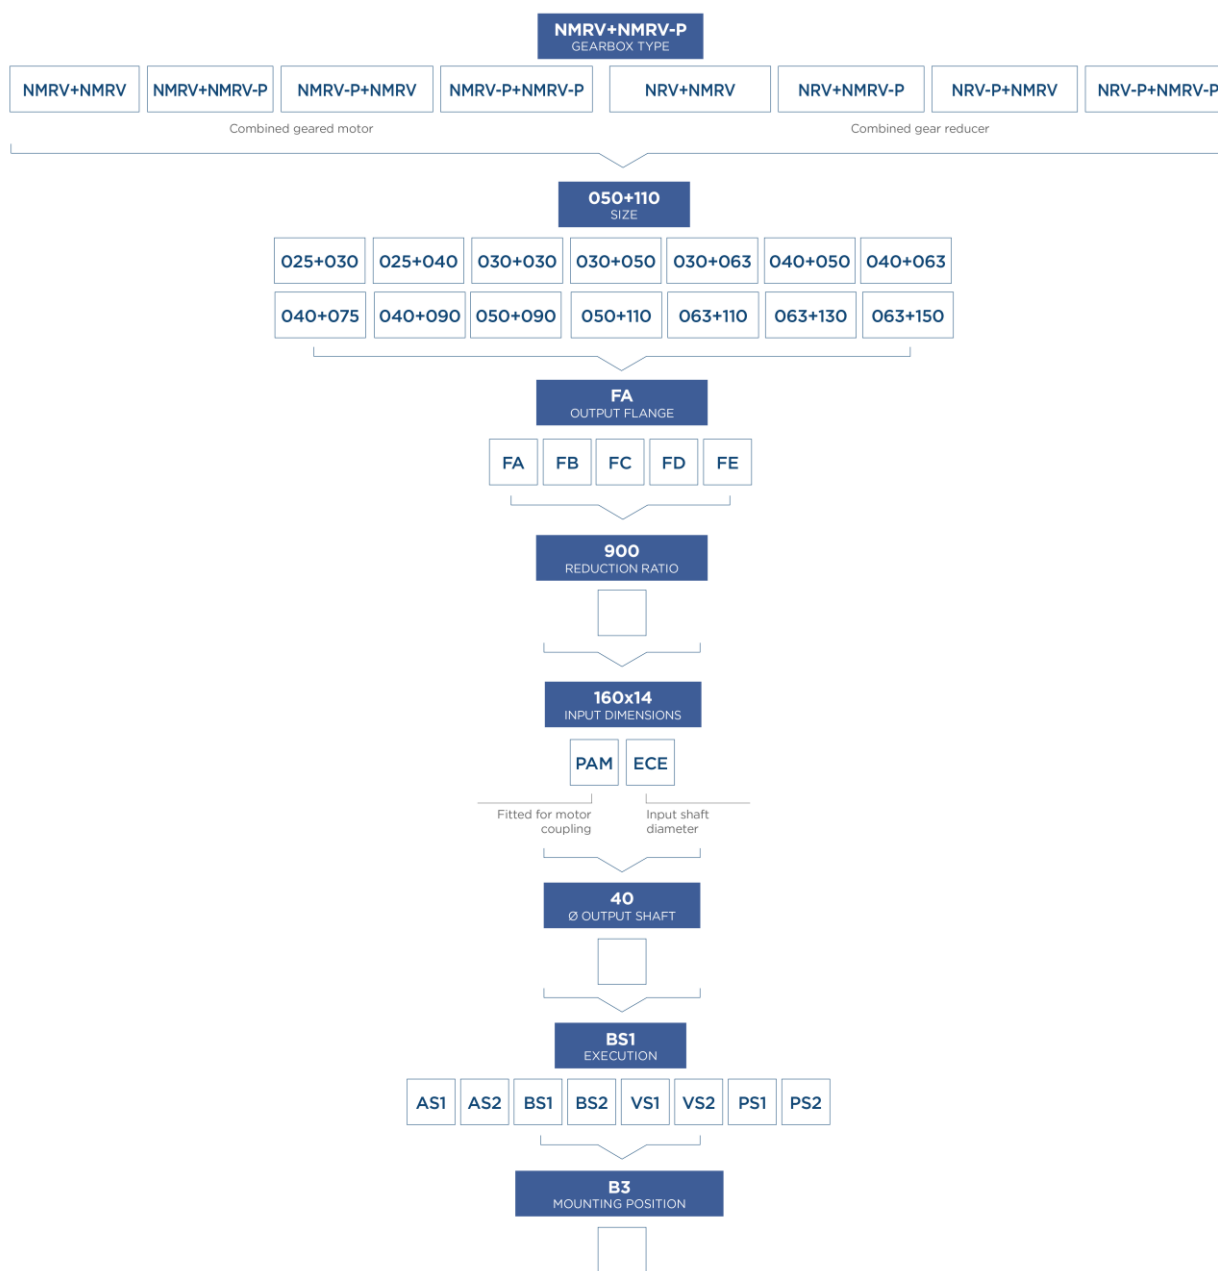 NMRV+NMRV-P
GEARBOX TYPE
NMRV+NMRV NMRV+NMRV-P NMRV-P+NMRV NMRV-P+NMRV-P NRV+NMRV NRV+NMRV-P NRV-P+NMRV NRV-P+NMRV-P
Combined geared motor Combined gear reducer
050+110
SIZE
025+030 025+040 030+030 030+050 030+063 040+050 040+063
040+075 040+090 050+090 050+110 063+110 063+130 063+150
FA
OUTPUT FLANGE
FA FB FC FD FE
900
REDUCTION RATIO
160x14
INPUT DIMENSIONS
PAM ECE
Fitted for motor coupling
Input shaft diameter
40
Ø OUTPUT SHAFT
BS1
EXECUTION
AS1 AS2 BS1 BS2 VS1 VS2 PS1 PS2
B3
MOUNTING POSITION